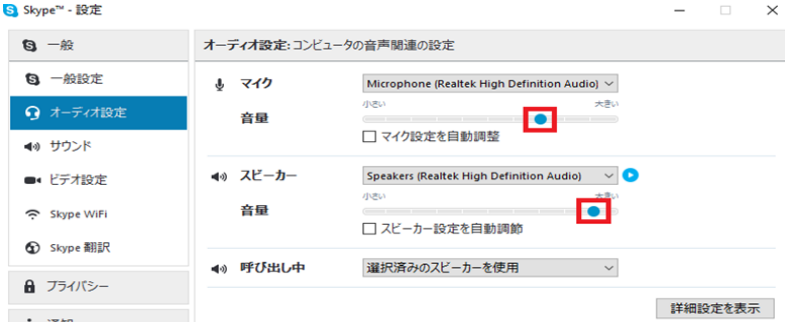 Skype™ - 設定
一般
一般設定
オーディオ設定
サウンド
ビデオ設定
Skype WiFi
Skype 翻訳
プライバシー
オーディオ設定: コンピュータの音声関連の設定
マイク
Microphone (Realtek High Definition Audio)
小さい 大きい
音量
マイク設定を自動調整
スピーカー
Speakers (Realtek High Definition Audio)
小さい 大きい
音量
スピーカー設定を自動調節
呼び出し中
選択済みのスピーカーを使用
詳細設定を表示